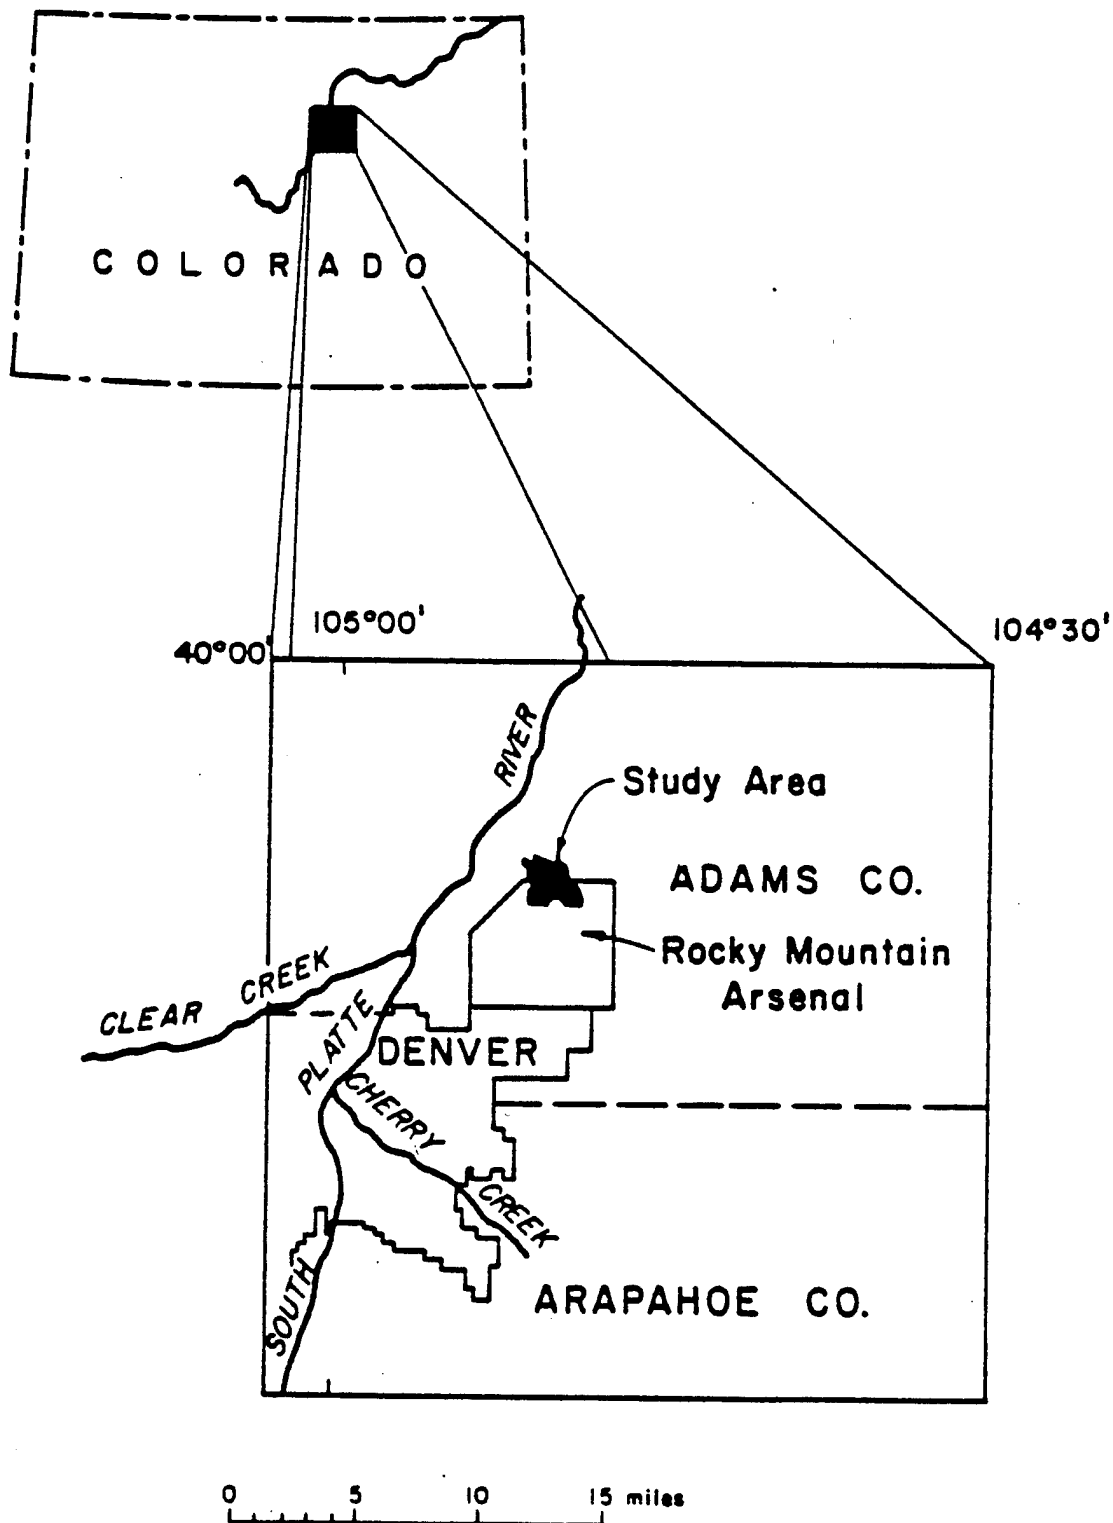 COLORADO
105°00'
104°30'
40°00'
RIVER
Study Area
ADAMS CO.
Rocky Mountain
Arsenal
CLEAR CREEK
PLATTE
DENVER
CHERRY
CREEK
SOUTH
ARAPAHOE CO.
0 5 10 15 miles